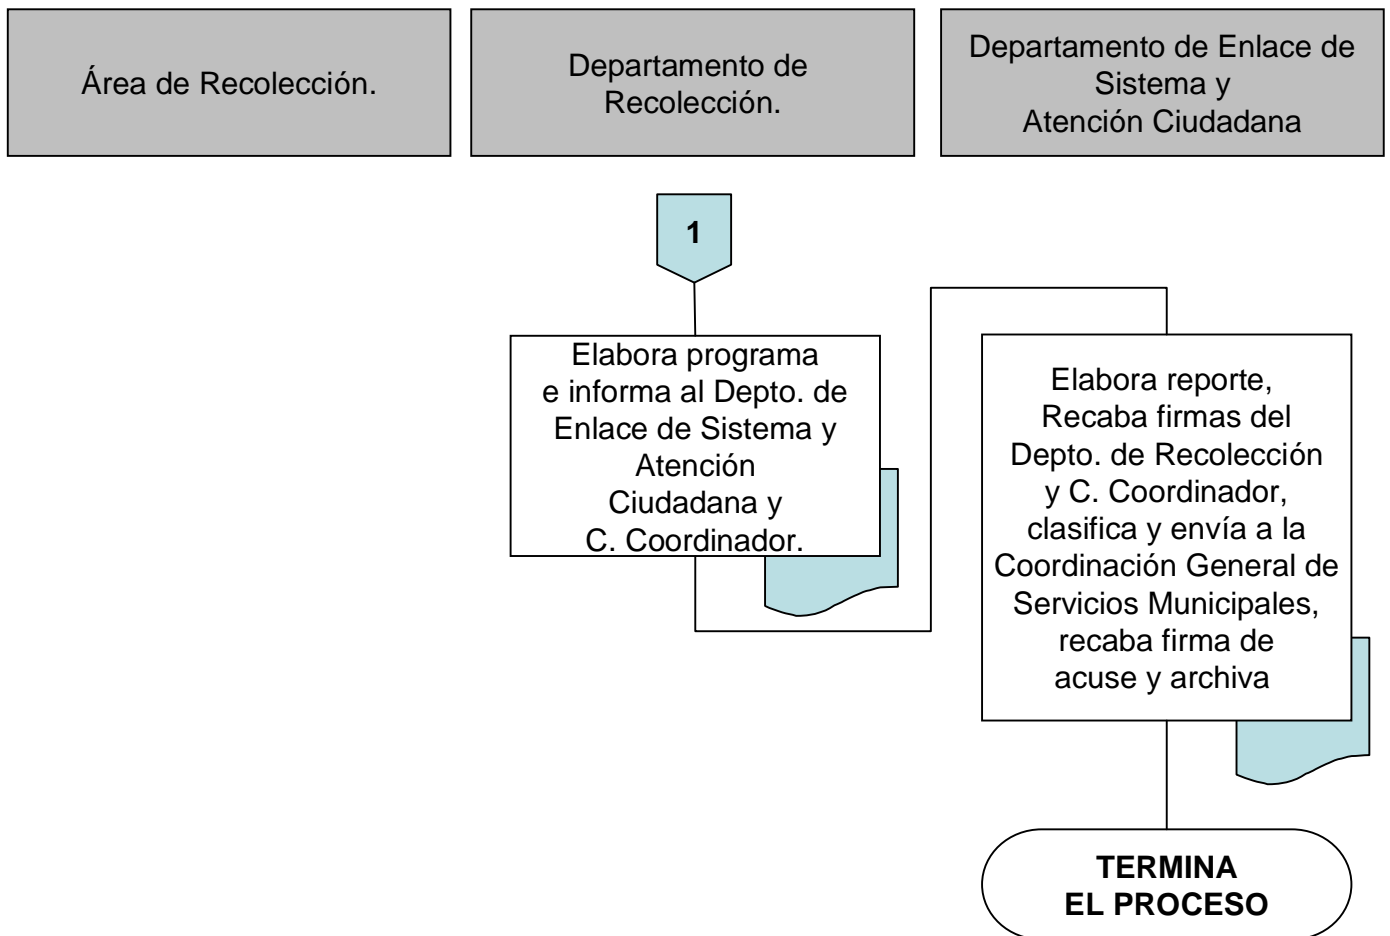 Área de Recolección.
Departamento de
Recolección.
Departamento de Enlace de
Sistema y
Atención Ciudadana
1
Elabora programa
e informa al Depto. de
Enlace de Sistema y
Atención
Ciudadana y
C. Coordinador.
Elabora reporte,
Recaba firmas del
Depto. de Recolección
y C. Coordinador,
clasifica y envía a la
Coordinación General de
Servicios Municipales,
recaba firma de
acuse y archiva
TERMINA
EL PROCESO